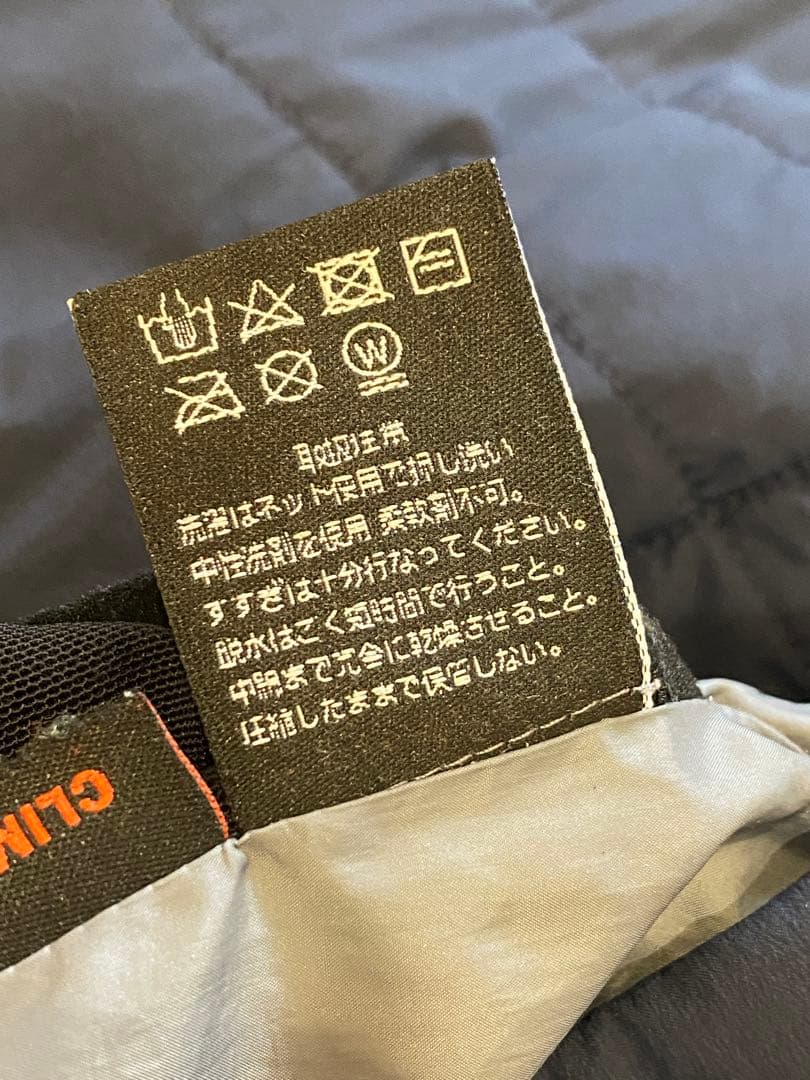 W
取扱注意
洗濯はネット使用で押し洗い
中性洗剤を使用 柔軟剤不可。
すすぎは十分行なってください。
脱水はごく短時間で行うこと。
中間まで完全に乾燥させること。
圧縮したままで保管しない。
CLIM